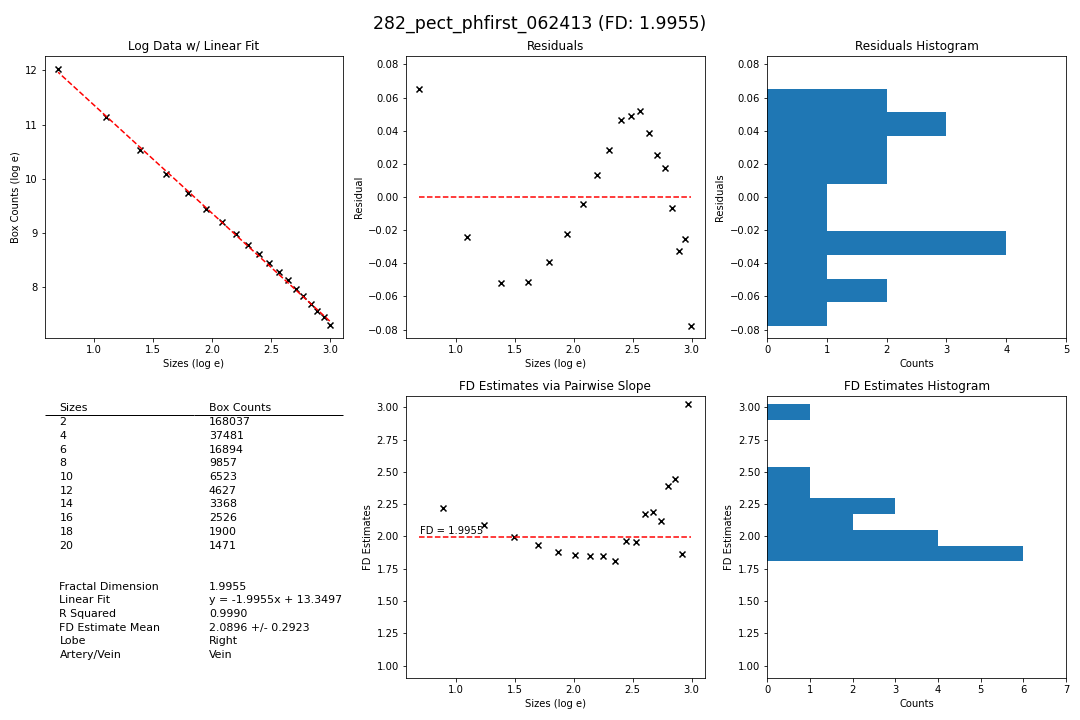 282_pect_phfirst_062413 (FD: 1.9955)
Log Data w/ Linear Fit
12
11
10
9
8
Box Counts (log e)
1.0 1.5 2.0 2.5 3.0
Sizes (log e)
Residuals
0.08
0.06
0.04
0.02
0.00
−0.02
−0.04
−0.06
−0.08
Residual
1.0 1.5 2.0 2.5 3.0
Sizes (log e)
Residuals Histogram
0.08
0.06
0.04
0.02
0.00
−0.02
−0.04
−0.06
−0.08
Residuals
0 1 2 3 4 5
Counts
Sizes Box Counts
2 168037
4 37481
6 16894
8 9857
10 6523
12 4627
14 3368
16 2526
18 1900
20 1471
Fractal Dimension 1.9955
Linear Fit y = -1.9955x + 13.3497
R Squared 0.9990
FD Estimate Mean 2.0896 +/- 0.2923
Lobe Right
Artery/Vein Vein
FD Estimates via Pairwise Slope
3.00
2.75
2.50
2.25
2.00
1.75
1.50
1.25
1.00
FD Estimates
FD = 1.9955
1.0 1.5 2.0 2.5 3.0
Sizes (log e)
FD Estimates Histogram
3.00
2.75
2.50
2.25
2.00
1.75
1.50
1.25
1.00
FD Estimates
0 1 2 3 4 5 6 7
Counts